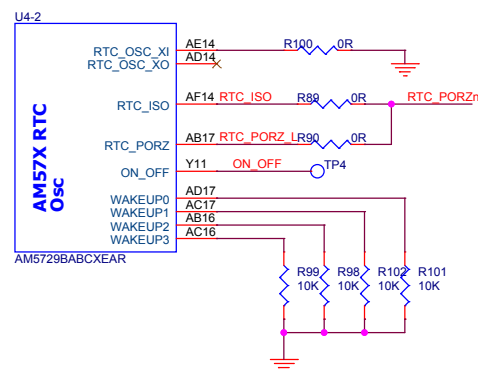 U4-2
RTC_OSC_XI AE14 R100 0R
RTC_OSC_XO AD14
RTC_ISO AF14 RTC_ISO R89 0R RTC_PORZn
RTC_PORZ AB17 RTC_PORZ_L R90 0R
ON_OFF Y11 ON_OFF TP4
AM57X RTC
Osc
WAKEUP0 AD17
WAKEUP1 AC17
WAKEUP2 AB16
WAKEUP3 AC16
AM5729BABCXEAR
R99 R98 R102 R101
10K 10K 10K 10K